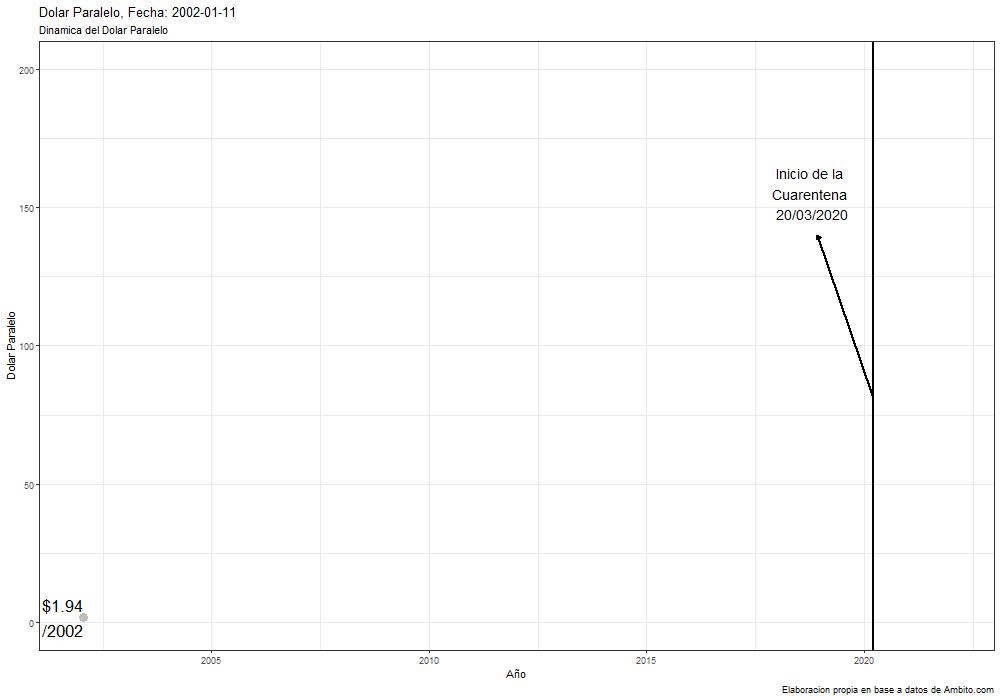 Dolar Paralelo, Fecha: 2002-01-11
Dinamica del Dolar Paralelo
200
150
100
50
0
Dolar Paralelo
Inicio de la
Cuarentena
20/03/2020
$1.94
/2002
2005
2010
2015
2020
Año
Elaboracion propia en base a datos de Ambito.com